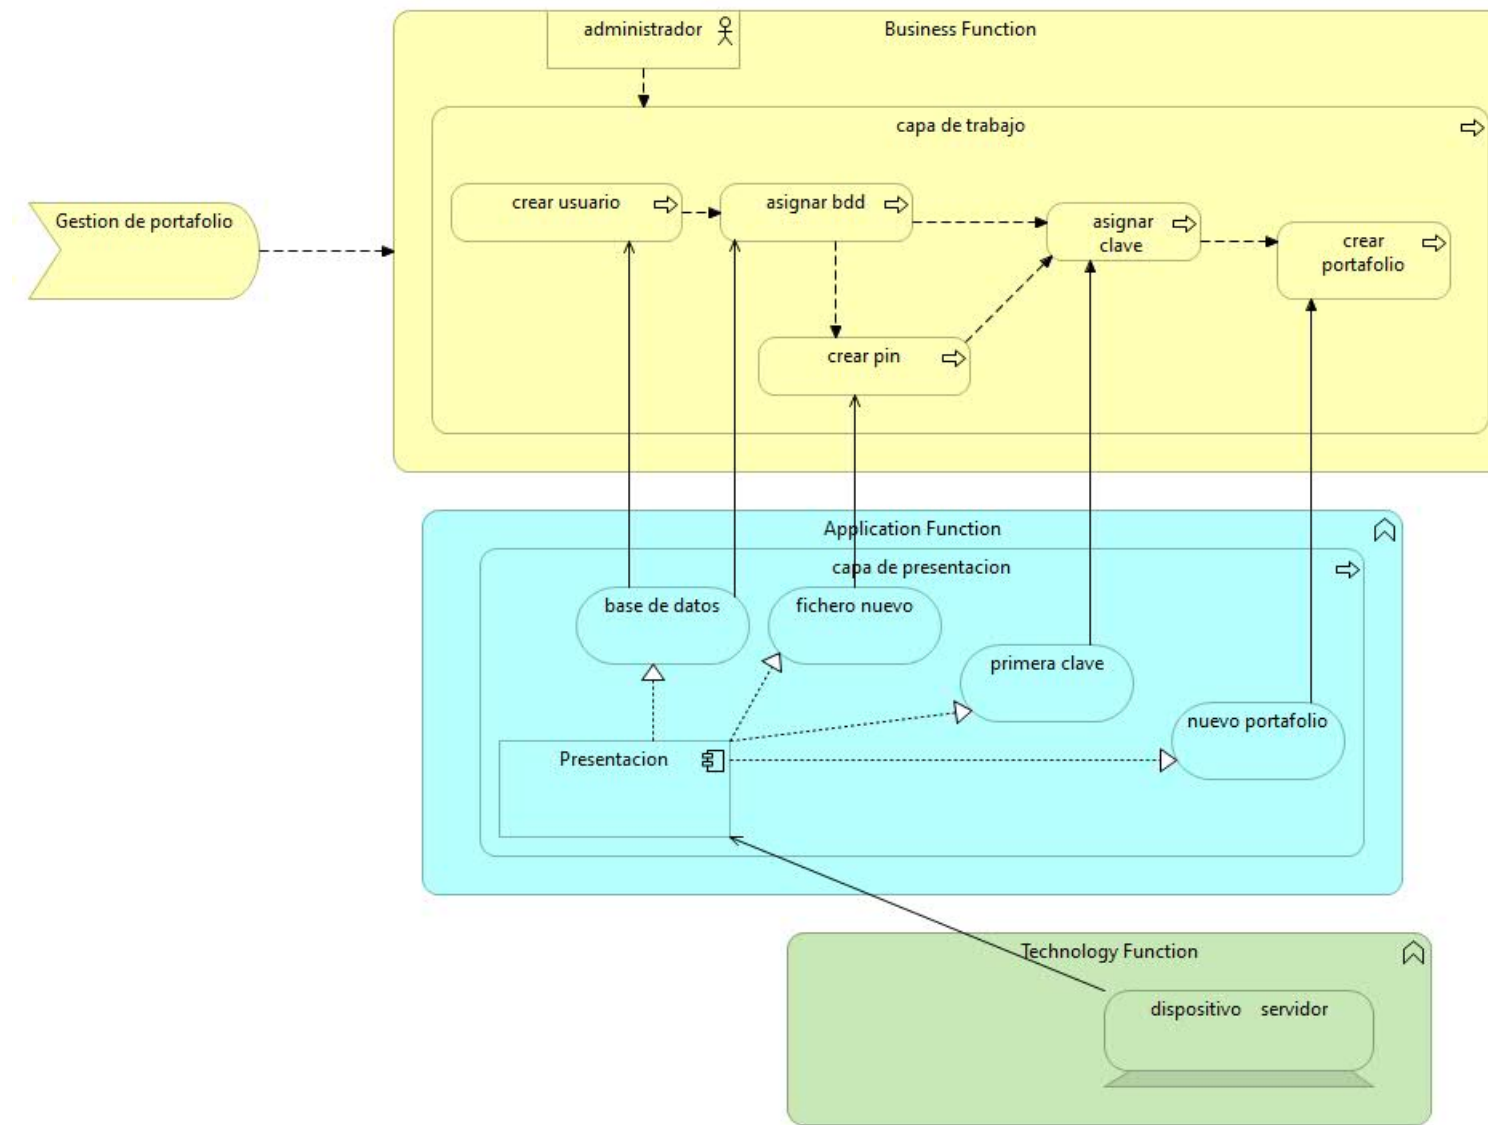 administrador
Business Function
capa de trabajo
Gestion de portafolio
crear usuario
asignar bdd
asignar
clave
crear
portafolio
crear pin
Application Function
capa de presentacion
base de datos
fichero nuevo
primera clave
nuevo portafolio
Presentacion
Technology Function
dispositivo servidor